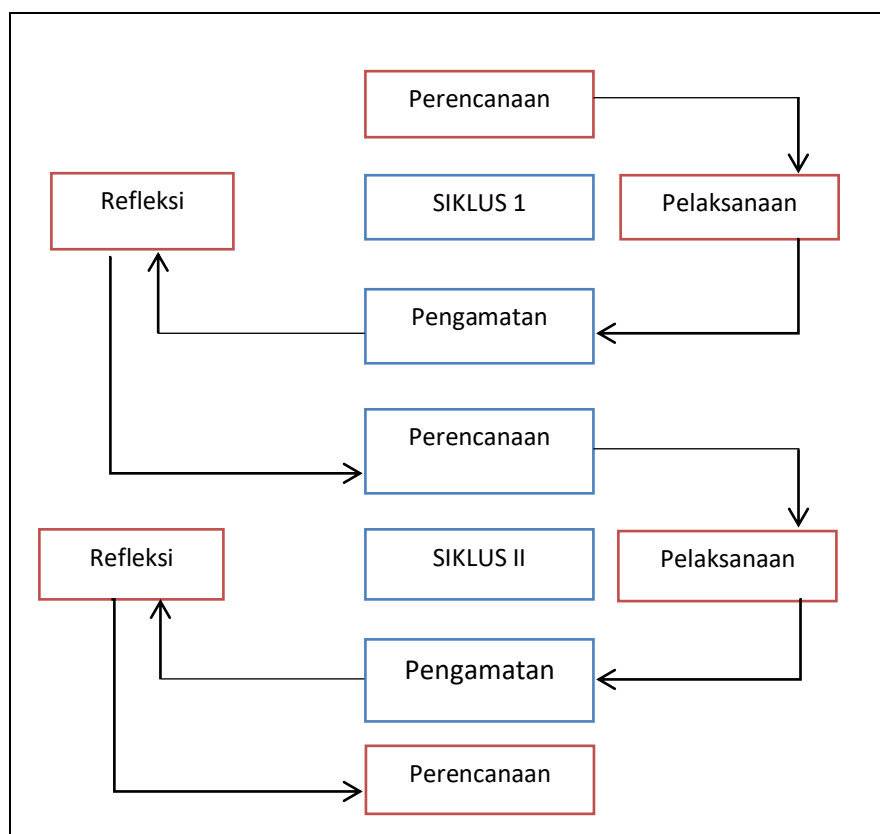 Perencanaan
Refleksi
SIKLUS 1
Pelaksanaan
Pengamatan
Perencanaan
Refleksi
SIKLUS II
Pelaksanaan
Pengamatan
Perencanaan